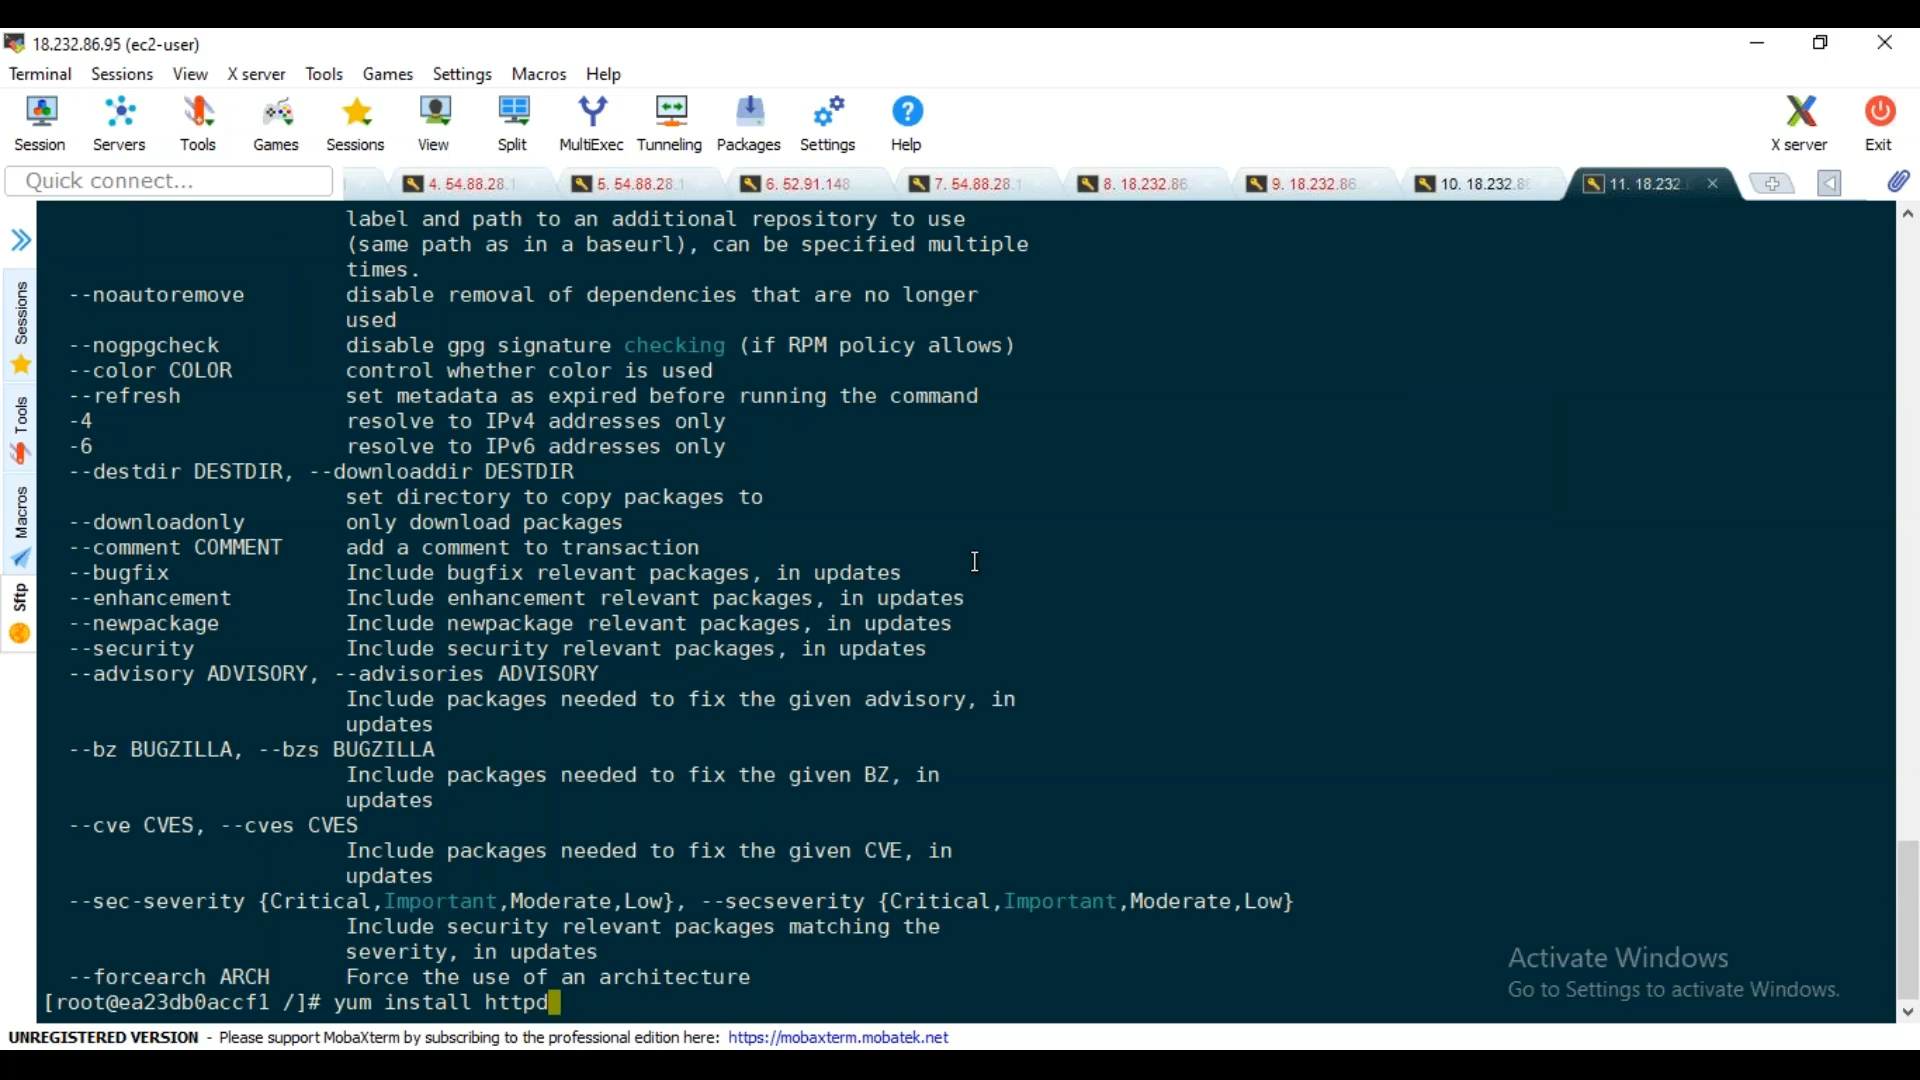 18.232.86.95 (ec2-user)
Terminal Sessions View X server Tools Games Settings Macros Help
Session Servers Tools Games Sessions View Split MultiExec Tunneling Packages Settings Help X server Exit
Quick connect... 4. 54.88.28.1 5. 54.88.28.1 6. 52.91.148 7. 54.88.28.1 8. 18.232.86 9. 18.232.86. 10. 18.232.86 11. 18.232
Sessions
Tools
Macros
Sftp
label and path to an additional repository to use
(same path as in a baseurl), can be specified multiple
times.
--noautoremove disable removal of dependencies that are no longer
used
--nogpgcheck disable gpg signature checking (if RPM policy allows)
--color COLOR control whether color is used
--refresh set metadata as expired before running the command
-4 resolve to IPv4 addresses only
-6 resolve to IPv6 addresses only
--destdir DESTDIR, --downloaddir DESTDIR
set directory to copy packages to
--downloadonly only download packages
--comment COMMENT add a comment to transaction
--bugfix Include bugfix relevant packages, in updates
--enhancement Include enhancement relevant packages, in updates
--newpackage Include newpackage relevant packages, in updates
--security Include security relevant packages, in updates
--advisory ADVISORY, --advisories ADVISORY
Include packages needed to fix the given advisory, in
updates
--bz BUGZILLA, --bzs BUGZILLA
Include packages needed to fix the given BZ, in
updates
--cve CVES, --cves CVES
Include packages needed to fix the given CVE, in
updates
--sec-severity {Critical,Important,Moderate,Low}, --secseverity {Critical,Important,Moderate,Low}
Include security relevant packages matching the
severity, in updates
--forcearch ARCH Force the use of an architecture
[root@ea23db0accf1 /]# yum install httpd
Activate Windows
Go to Settings to activate Windows.
UNREGISTERED VERSION - Please support MobaXterm by subscribing to the professional edition here: https://mobaxterm.mobatek.net